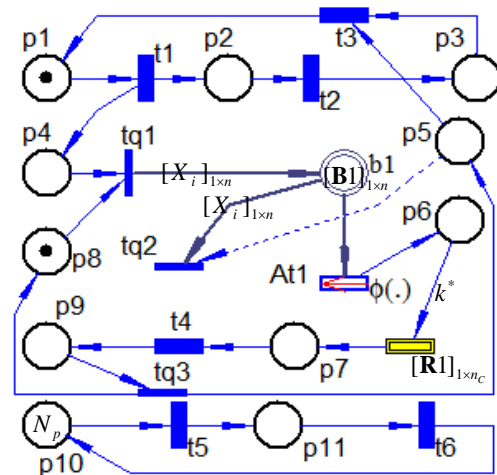 p1
t1
p2
t2
t3
p3
p4
tq1
[X_i]_{1×n}
[B1]_{1×n}
b1
p5
[X_i]_{1×n}
tq2
p8
At1
ϕ(.)
p6
k*
p9
t4
p7
[R1]_{1×n_C}
tq3
N_p
p10
t5
p11
t6